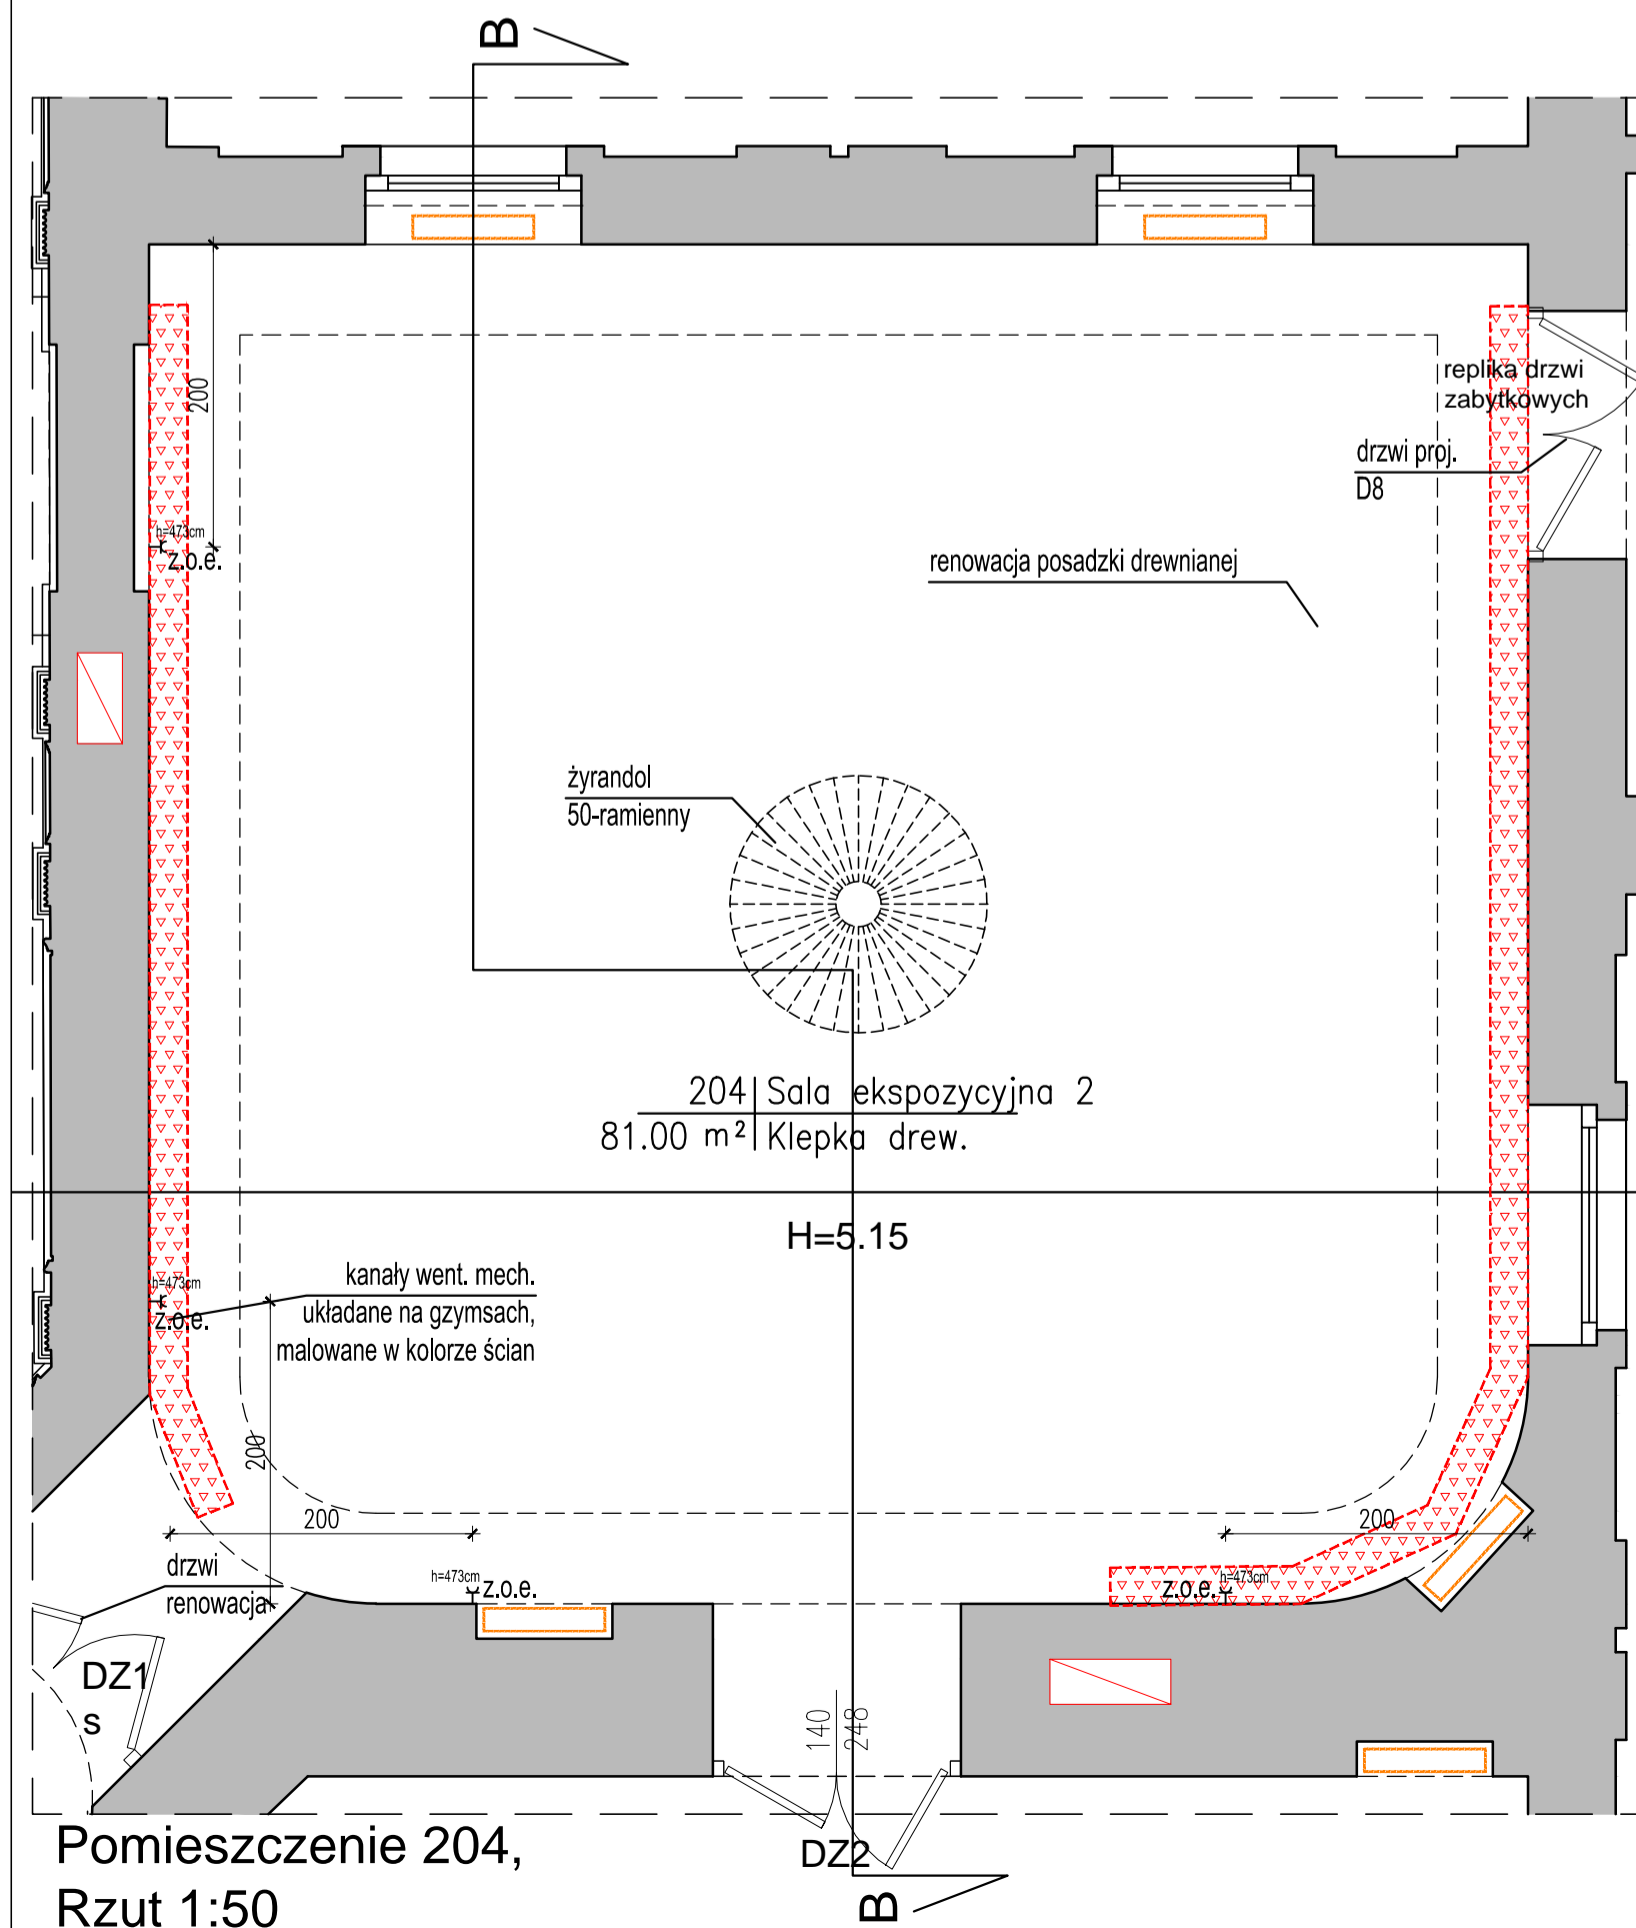 B
200
replika drzwi
zabytkowych
drzwi proj.
D8
h=473cm
z.o.e.
renowacja posadzki drewnianej
żyrandol
50-ramienny
204 Sala ekspozycyjna 2
81.00 m² Klepka drew.
H=5.15
kanały went. mech.
układane na gzymsach,
malowane w kolorze ścian
h=473cm
z.o.e.
200
200
200
drzwi
renowacja
h=473cm
z.o.e.
z.o.e.
h=473cm
DZ1
s
140
248
DZ2
B
Pomieszczenie 204,
Rzut 1:50